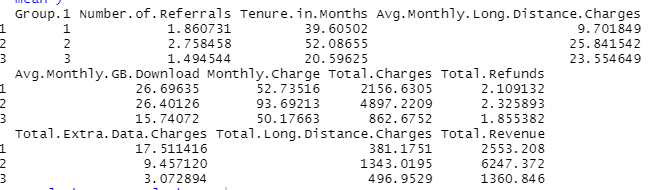 Group.1 Number.of.Referrals Tenure.in.Months Avg.Monthly.Long.Distance.Charges
1 1 1.860731 39.60502 9.701849
2 2 2.758458 52.08655 25.841542
3 3 1.494544 20.59625 23.554649
Avg.Monthly.GB.Download Monthly.Charge Total.Charges Total.Refunds
1 26.69635 52.73516 2156.6305 2.109132
2 26.40126 93.69213 4897.2209 2.325893
3 15.74072 50.17663 862.6752 1.855382
Total.Extra.Data.Charges Total.Long.Distance.Charges Total.Revenue
1 17.511416 381.1751 2553.208
2 9.457120 1343.0195 6247.372
3 3.072894 496.9529 1360.846